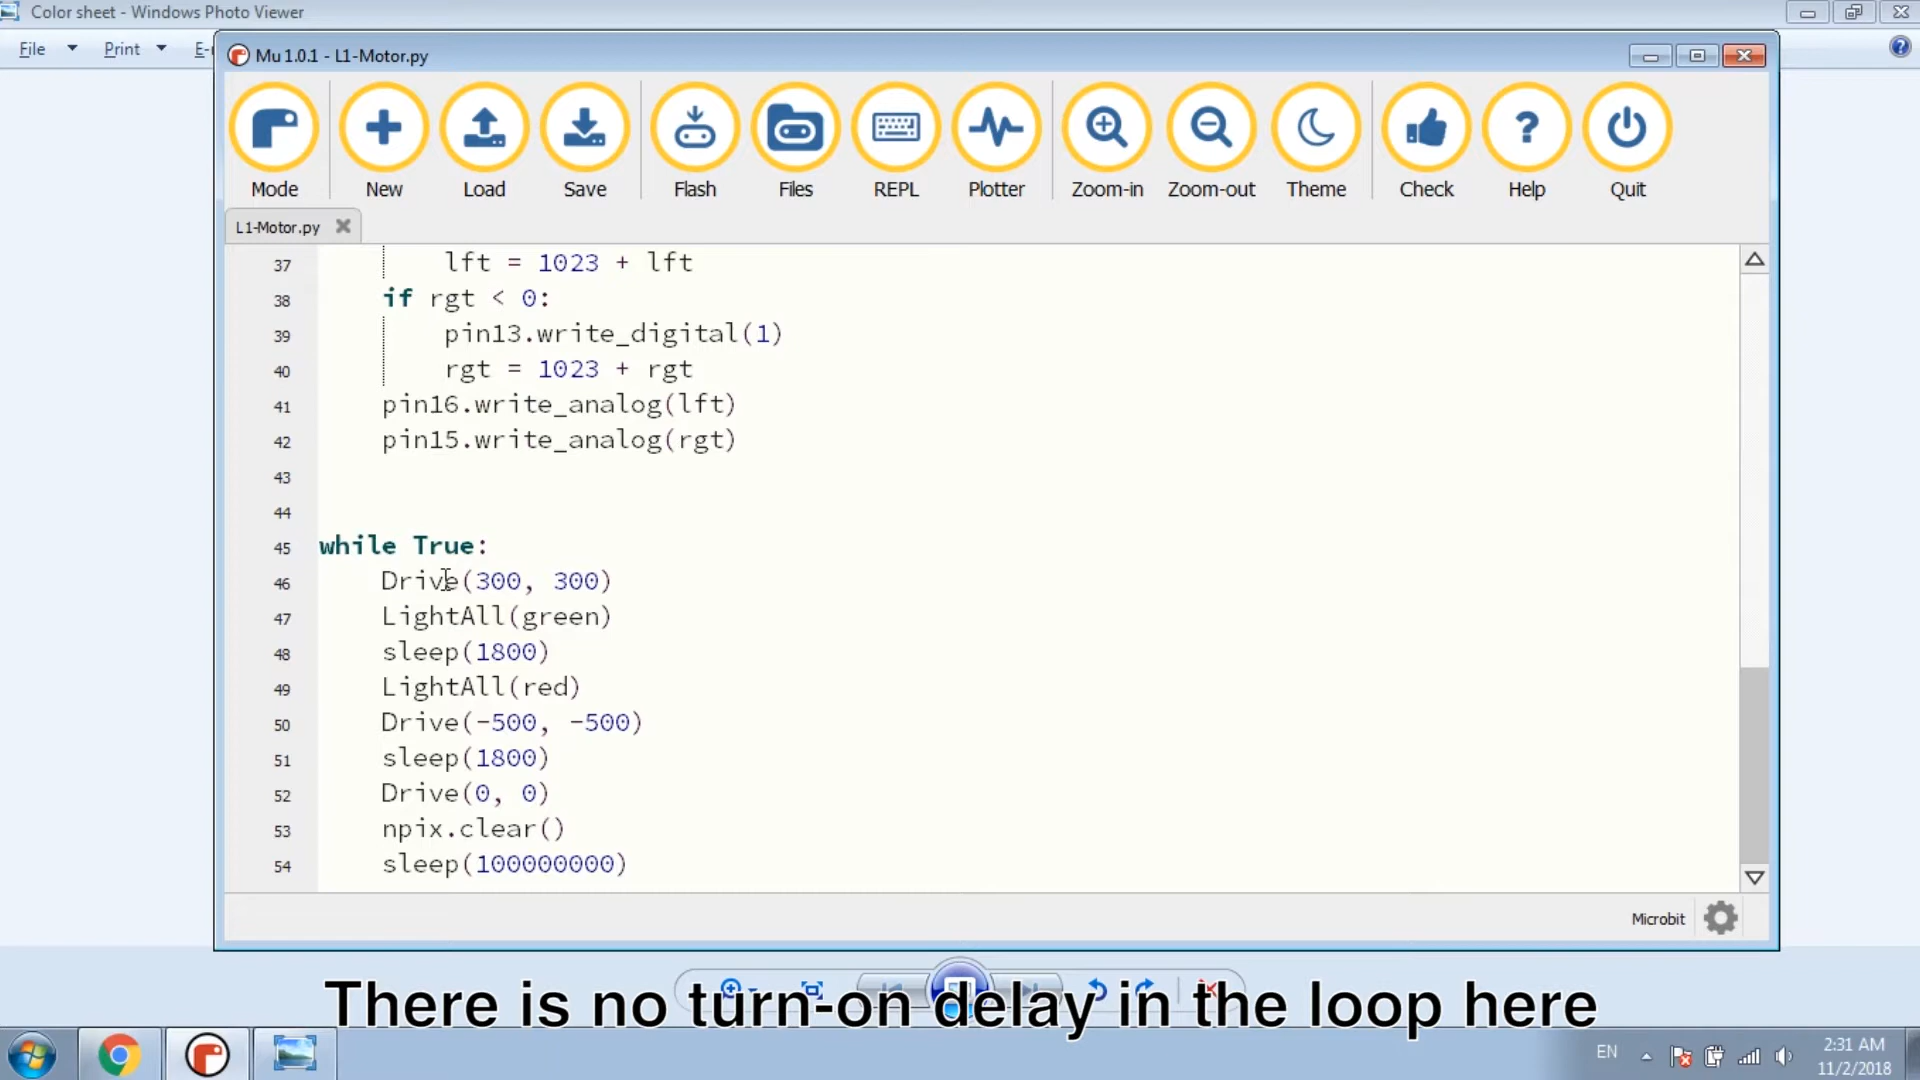 Color sheet - Windows Photo Viewer
File Print E-
Mu 1.0.1 - L1-Motor.py
Mode New Load Save Flash Files REPL Plotter Zoom-in Zoom-out Theme Check Help Quit
L1-Motor.py
37 lft = 1023 + lft
38 if rgt < 0:
39 pin13.write_digital(1)
40 rgt = 1023 + rgt
41 pin16.write_analog(lft)
42 pin15.write_analog(rgt)
43
44
45 while True:
46 Drive(300, 300)
47 LightAll(green)
48 sleep(1800)
49 LightAll(red)
50 Drive(-500, -500)
51 sleep(1800)
52 Drive(0, 0)
53 npix.clear()
54 sleep(100000000)
Microbit
There is no turn-on delay in the loop here
EN
2:31 AM
11/2/2018